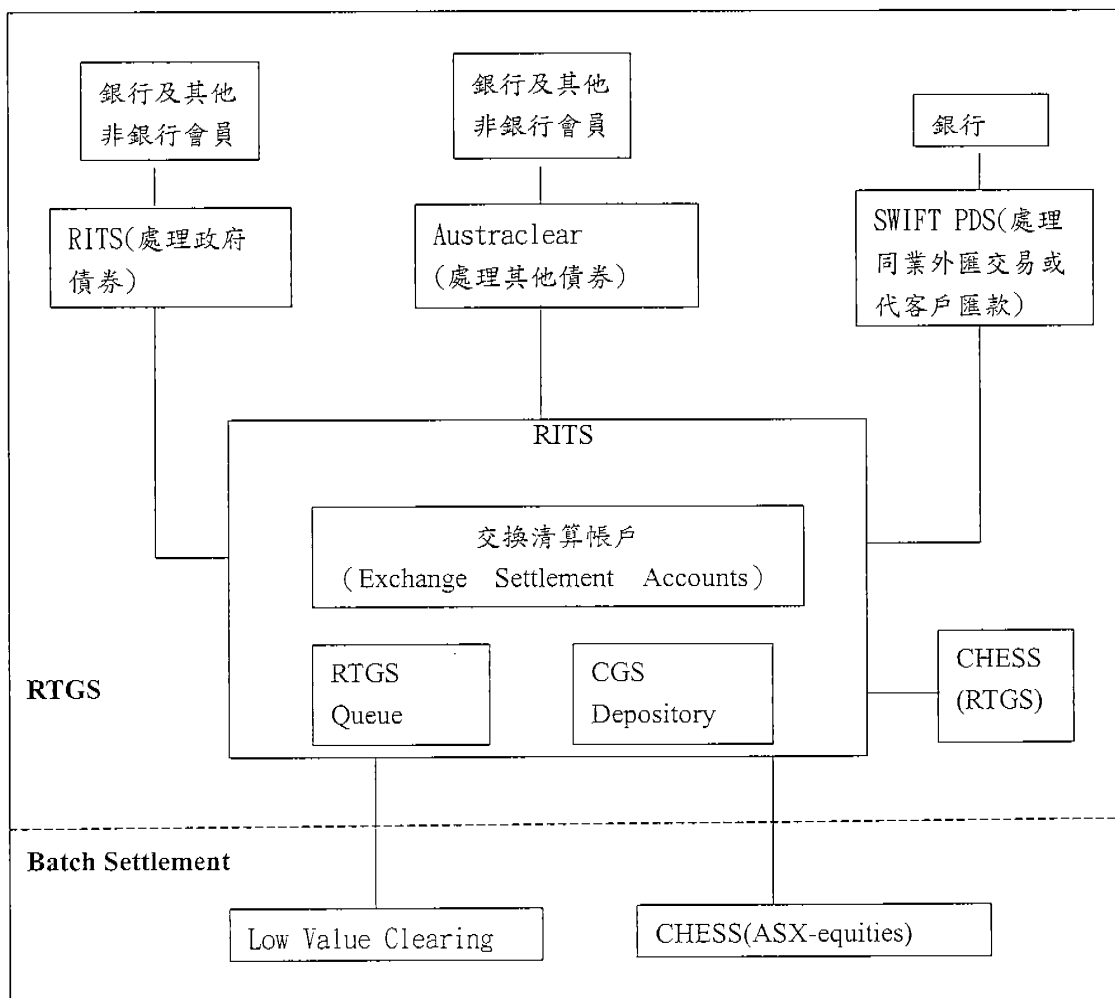 銀行及其他
非銀行會員
銀行及其他
非銀行會員
銀行
RITS(處理政府
債券)
Austraclear
(處理其他債券)
SWIFT PDS(處理
同業外匯交易或
代客戶匯款)
RITS
交換清算帳戶
(Exchange Settlement Accounts)
RTGS
Queue
CGS
Depository
CHESS
(RTGS)
RTGS
Batch Settlement
Low Value Clearing
CHESS(ASX-equities)